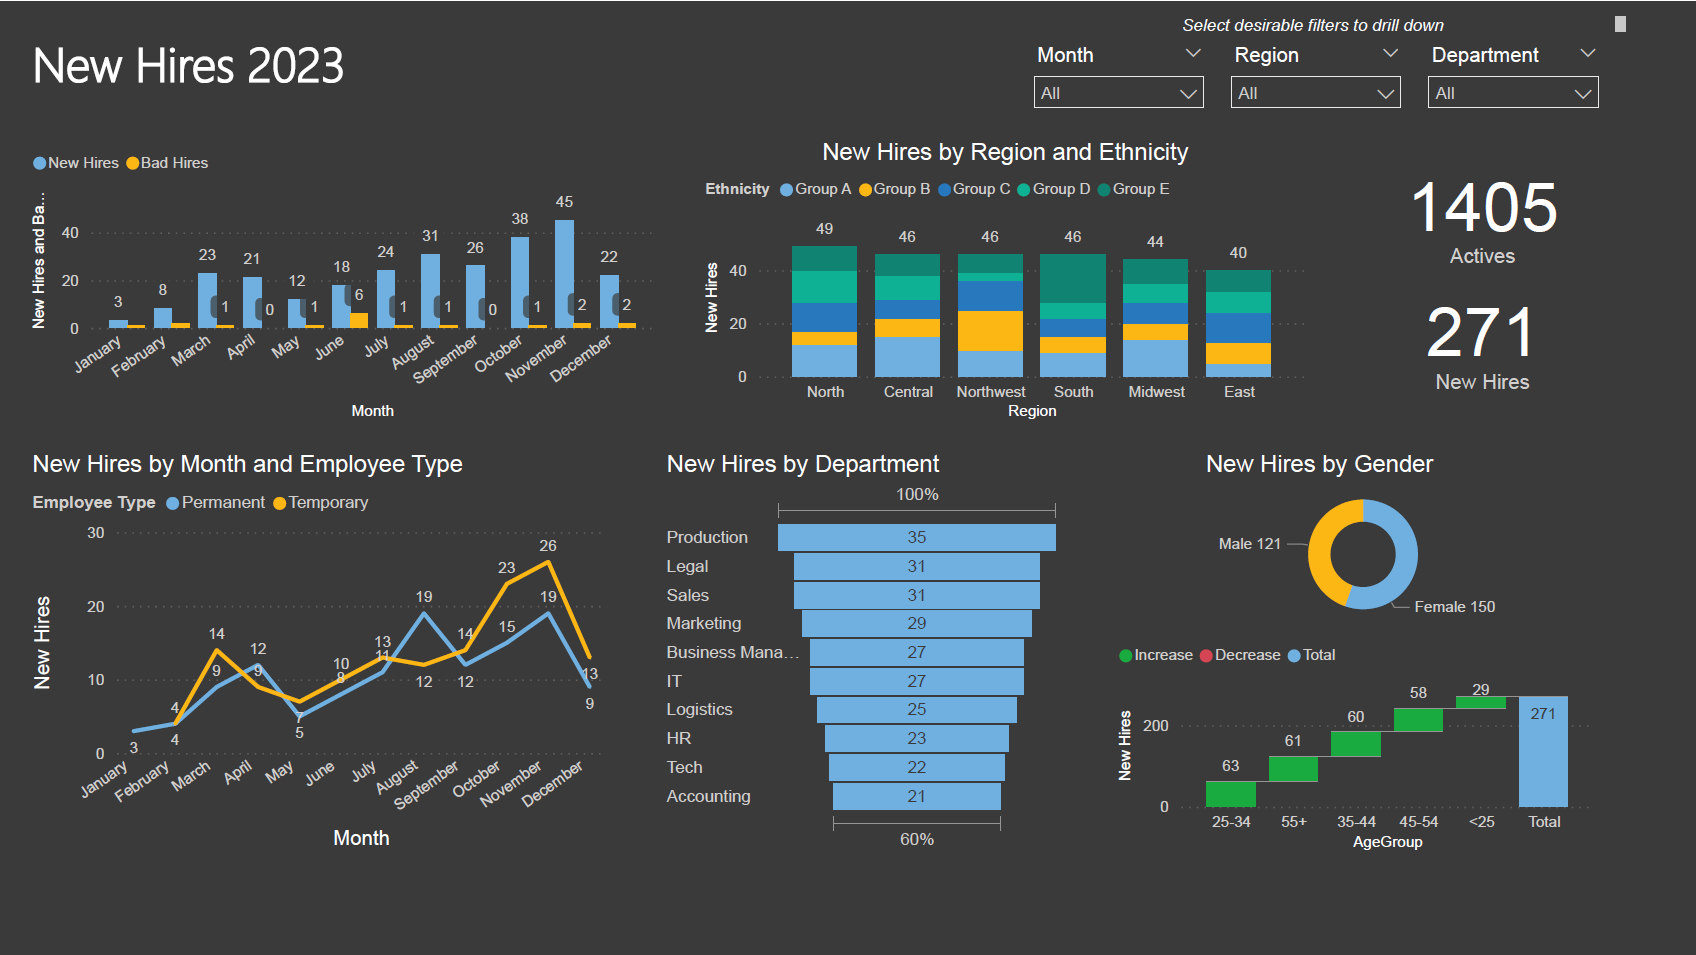 Select desirable filters to drill down
New Hires 2023
Month Region Department
All All All
New Hires Bad Hires
New Hires and Ba...
40
20
0
3 8 23 21 12 18 24 31 26 38 45 22
1 0 1 6 1 1 0 1 2 2
January February March April May June July August September October November December
Month
New Hires by Region and Ethnicity
Ethnicity Group A Group B Group C Group D Group E
New Hires
40
20
0
49 46 46 46 44 40
North Central Northwest South Midwest East
Region
1405
Actives
271
New Hires
New Hires by Month and Employee Type
Employee Type Permanent Temporary
New Hires
30
20
10
0
3 4 9 12 5 8 11 19 12 15 19 9
4 14 9 7 10 13 12 14 23 26 13
January February March April May June July August September October November December
Month
New Hires by Department
100%
Production 35
Legal 31
Sales 31
Marketing 29
Business Mana... 27
IT 27
Logistics 25
HR 23
Tech 22
Accounting 21
60%
New Hires by Gender
Male 121
Female 150
Increase Decrease Total
New Hires
200
0
63 61 60 58 29 271
25-34 55+ 35-44 45-54 <25 Total
AgeGroup